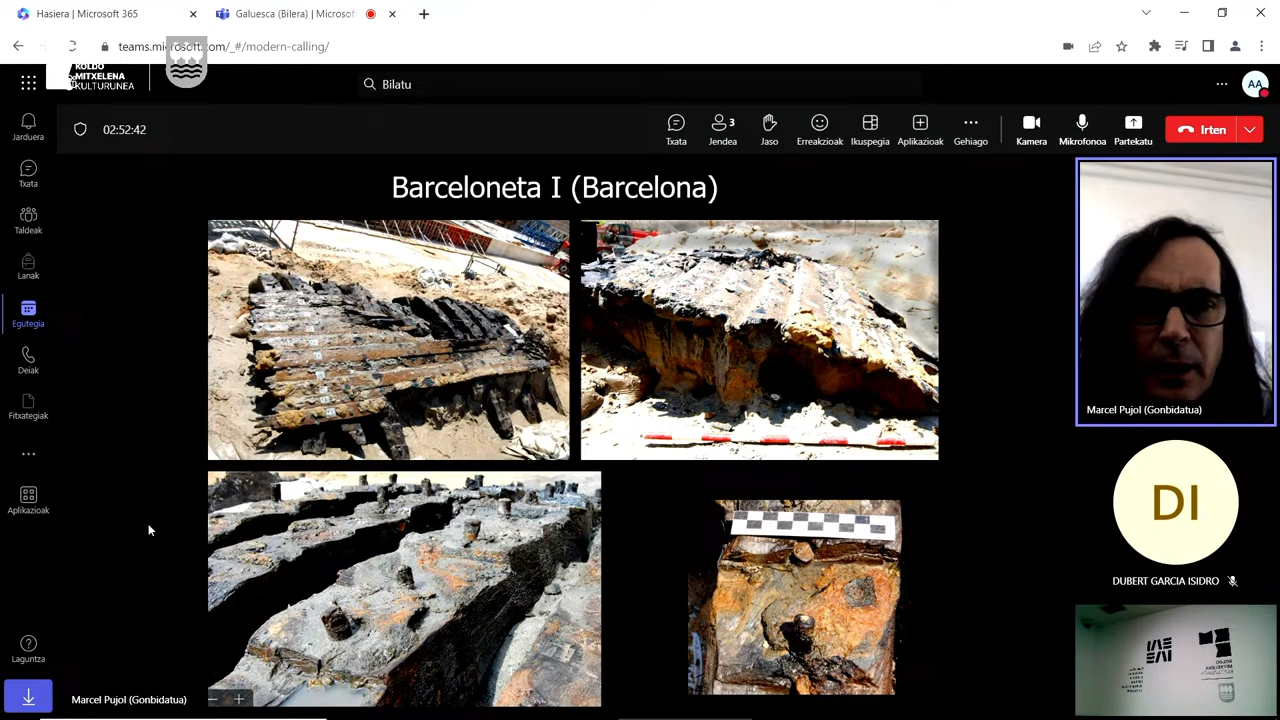 Hasiera | Microsoft 365
Galuesca (Bilera) | Microsoft
teams.microsoft.com/_#/modern-calling/
KOLDO
MITXELENA
KULTURUNEA
Bilatu
AA
02:52:42
Txata
3
Jendea
Jaso
Erreakzioak
Ikuspegia
Aplikazioak
Gehiago
Kamera
Mikrofonoa
Partekatu
Irten
Jarduera
Txata
Taldeak
Lanak
Egutegia
Deiak
Fitxategiak
Aplikazioak
Laguntza
Barceloneta I (Barcelona)
Marcel Pujol (Gonbidatua)
DI
DUBERT GARCIA ISIDRO
Marcel Pujol (Gonbidatua)